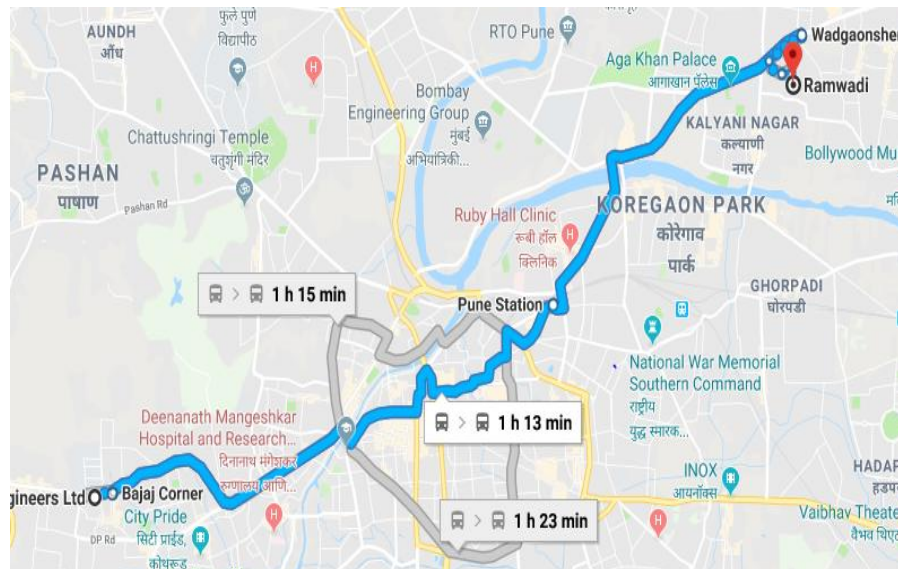 AUNDH
औंध
फुले पुणे
विद्यापीठ
H
RTO Pune
Wadgaonsher
Aga Khan Palace
आगाखान पॅलेस
Ramwadi
Bombay
Engineering Group
मुंबई
अभियांत्रिकी...
Chattushringi Temple
चतुःशृंगी मंदिर
KALYANI NAGAR
कल्याणी
नगर
Bollywood Mu
PASHAN
पाषाण
Pashan Rd
Ruby Hall Clinic
रूबी हॉल
क्लिनिक
H
KOREGAON PARK
कोरेगाव
पार्क
1 h 15 min
Pune Station
GHORPADI
घोरपडी
National War Memorial
Southern Command
राष्ट्रीय
युद्ध स्मारक...
Deenanath Mangeshkar
Hospital and Research...
दिनानाथ मंगेशकर
रुग्णालय आणि...
1 h 13 min
gineers Ltd
Bajaj Corner
INOX
आयनॉक्स
HADAP
हडप
City Pride
सिटी प्राईड,
कोथरूड
DP Rd
H
1 h 23 min
H
Vaibhav Theate
वैभव थिए